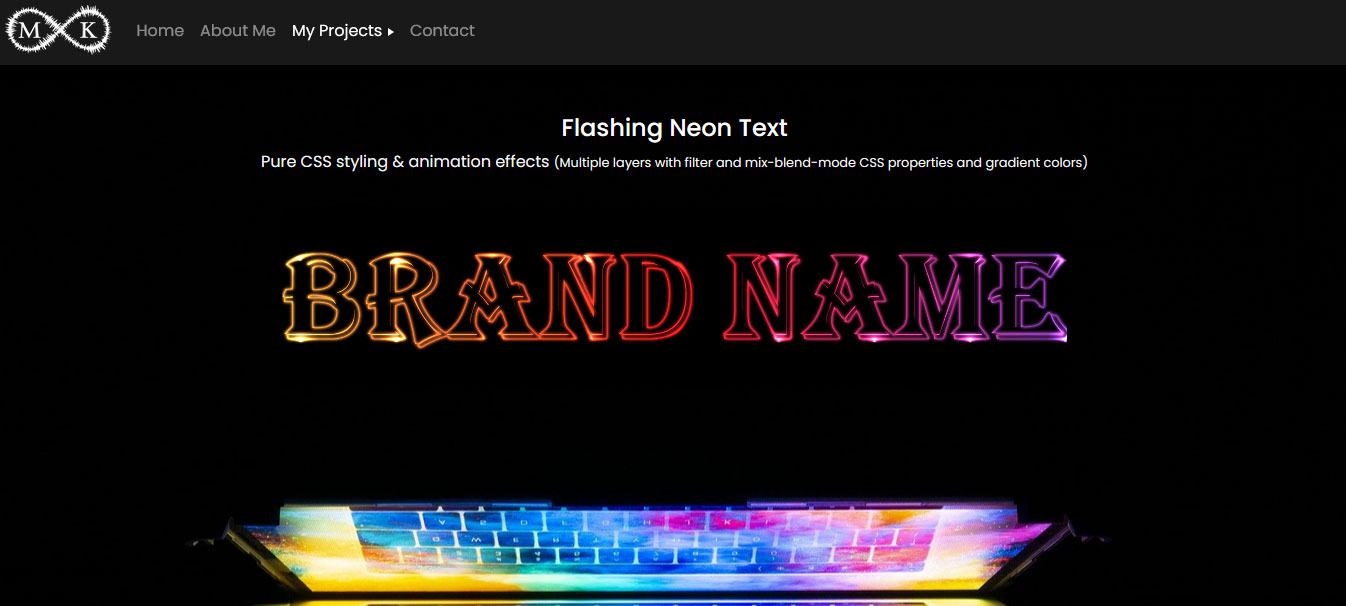 M K
Home About Me My Projects Contact
Flashing Neon Text
Pure CSS styling & animation effects (Multiple layers with filter and mix-blend-mode CSS properties and gradient colors)
BRAND NAME